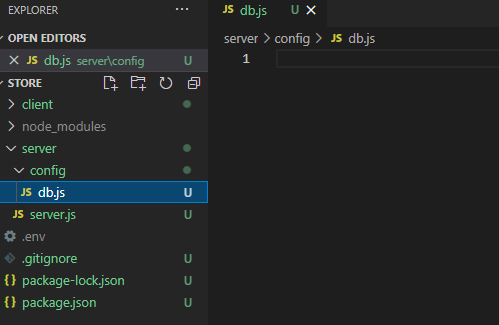 EXPLORER ···
OPEN EDITORS
JS db.js server\config U
STORE
client
node_modules
server
config
JS db.js U
JS server.js U
.env
.gitignore U
{} package-lock.json U
{} package.json U
JS db.js U
server > config > JS db.js
1